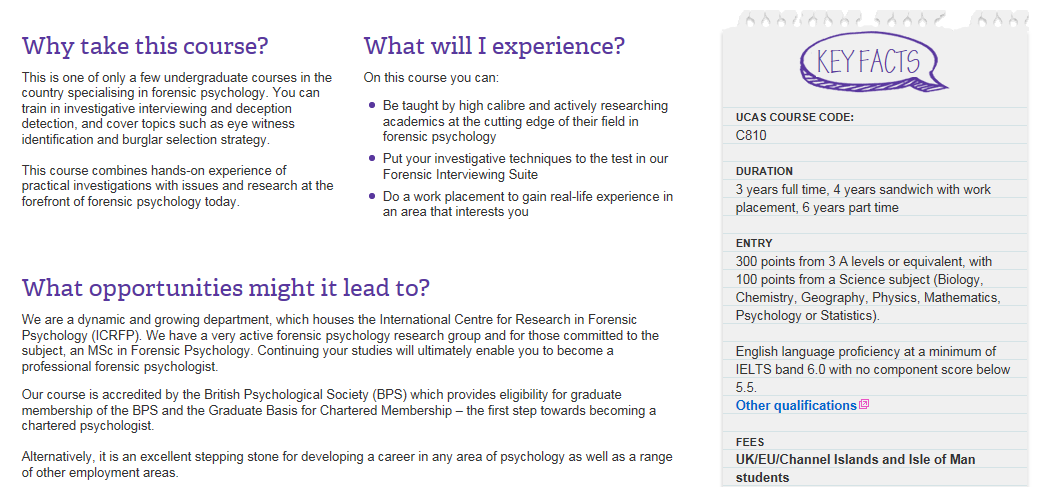 Why take this course?
This is one of only a few undergraduate courses in the
country specialising in forensic psychology. You can
train in investigative interviewing and deception
detection, and cover topics such as eye witness
identification and burglar selection strategy.
This course combines hands-on experience of
practical investigations with issues and research at the
forefront of forensic psychology today.
What will I experience?
On this course you can:
Be taught by high calibre and actively researching
academics at the cutting edge of their field in
forensic psychology
Put your investigative techniques to the test in our
Forensic Interviewing Suite
Do a work placement to gain real-life experience in
an area that interests you
What opportunities might it lead to?
We are a dynamic and growing department, which houses the International Centre for Research in Forensic
Psychology (ICRFP). We have a very active forensic psychology research group and for those committed to the
subject, an MSc in Forensic Psychology. Continuing your studies will ultimately enable you to become a
professional forensic psychologist.
Our course is accredited by the British Psychological Society (BPS) which provides eligibility for graduate
membership of the BPS and the Graduate Basis for Chartered Membership – the first step towards becoming a
chartered psychologist.
Alternatively, it is an excellent stepping stone for developing a career in any area of psychology as well as a range
of other employment areas.
KEY FACTS
UCAS COURSE CODE:
C810
DURATION
3 years full time, 4 years sandwich with work
placement, 6 years part time
ENTRY
300 points from 3 A levels or equivalent, with
100 points from a Science subject (Biology,
Chemistry, Geography, Physics, Mathematics,
Psychology or Statistics).
English language proficiency at a minimum of
IELTS band 6.0 with no component score below
5.5.
Other qualifications
FEES
UK/EU/Channel Islands and Isle of Man
students